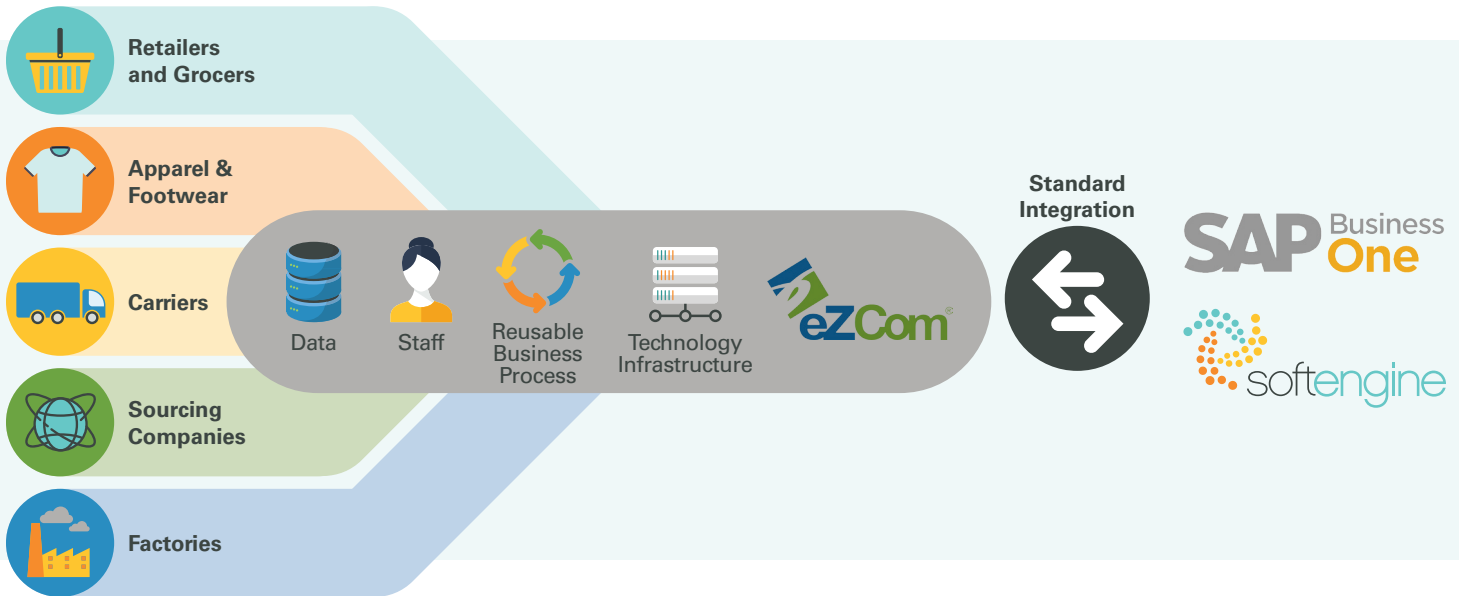 Retailers
and Grocers
Apparel &
Footwear
Carriers
Sourcing
Companies
Factories
Data
Staff
Reusable
Business
Process
Technology
Infrastructure
eZCom®
Standard
Integration
SAP Business
One
softengine